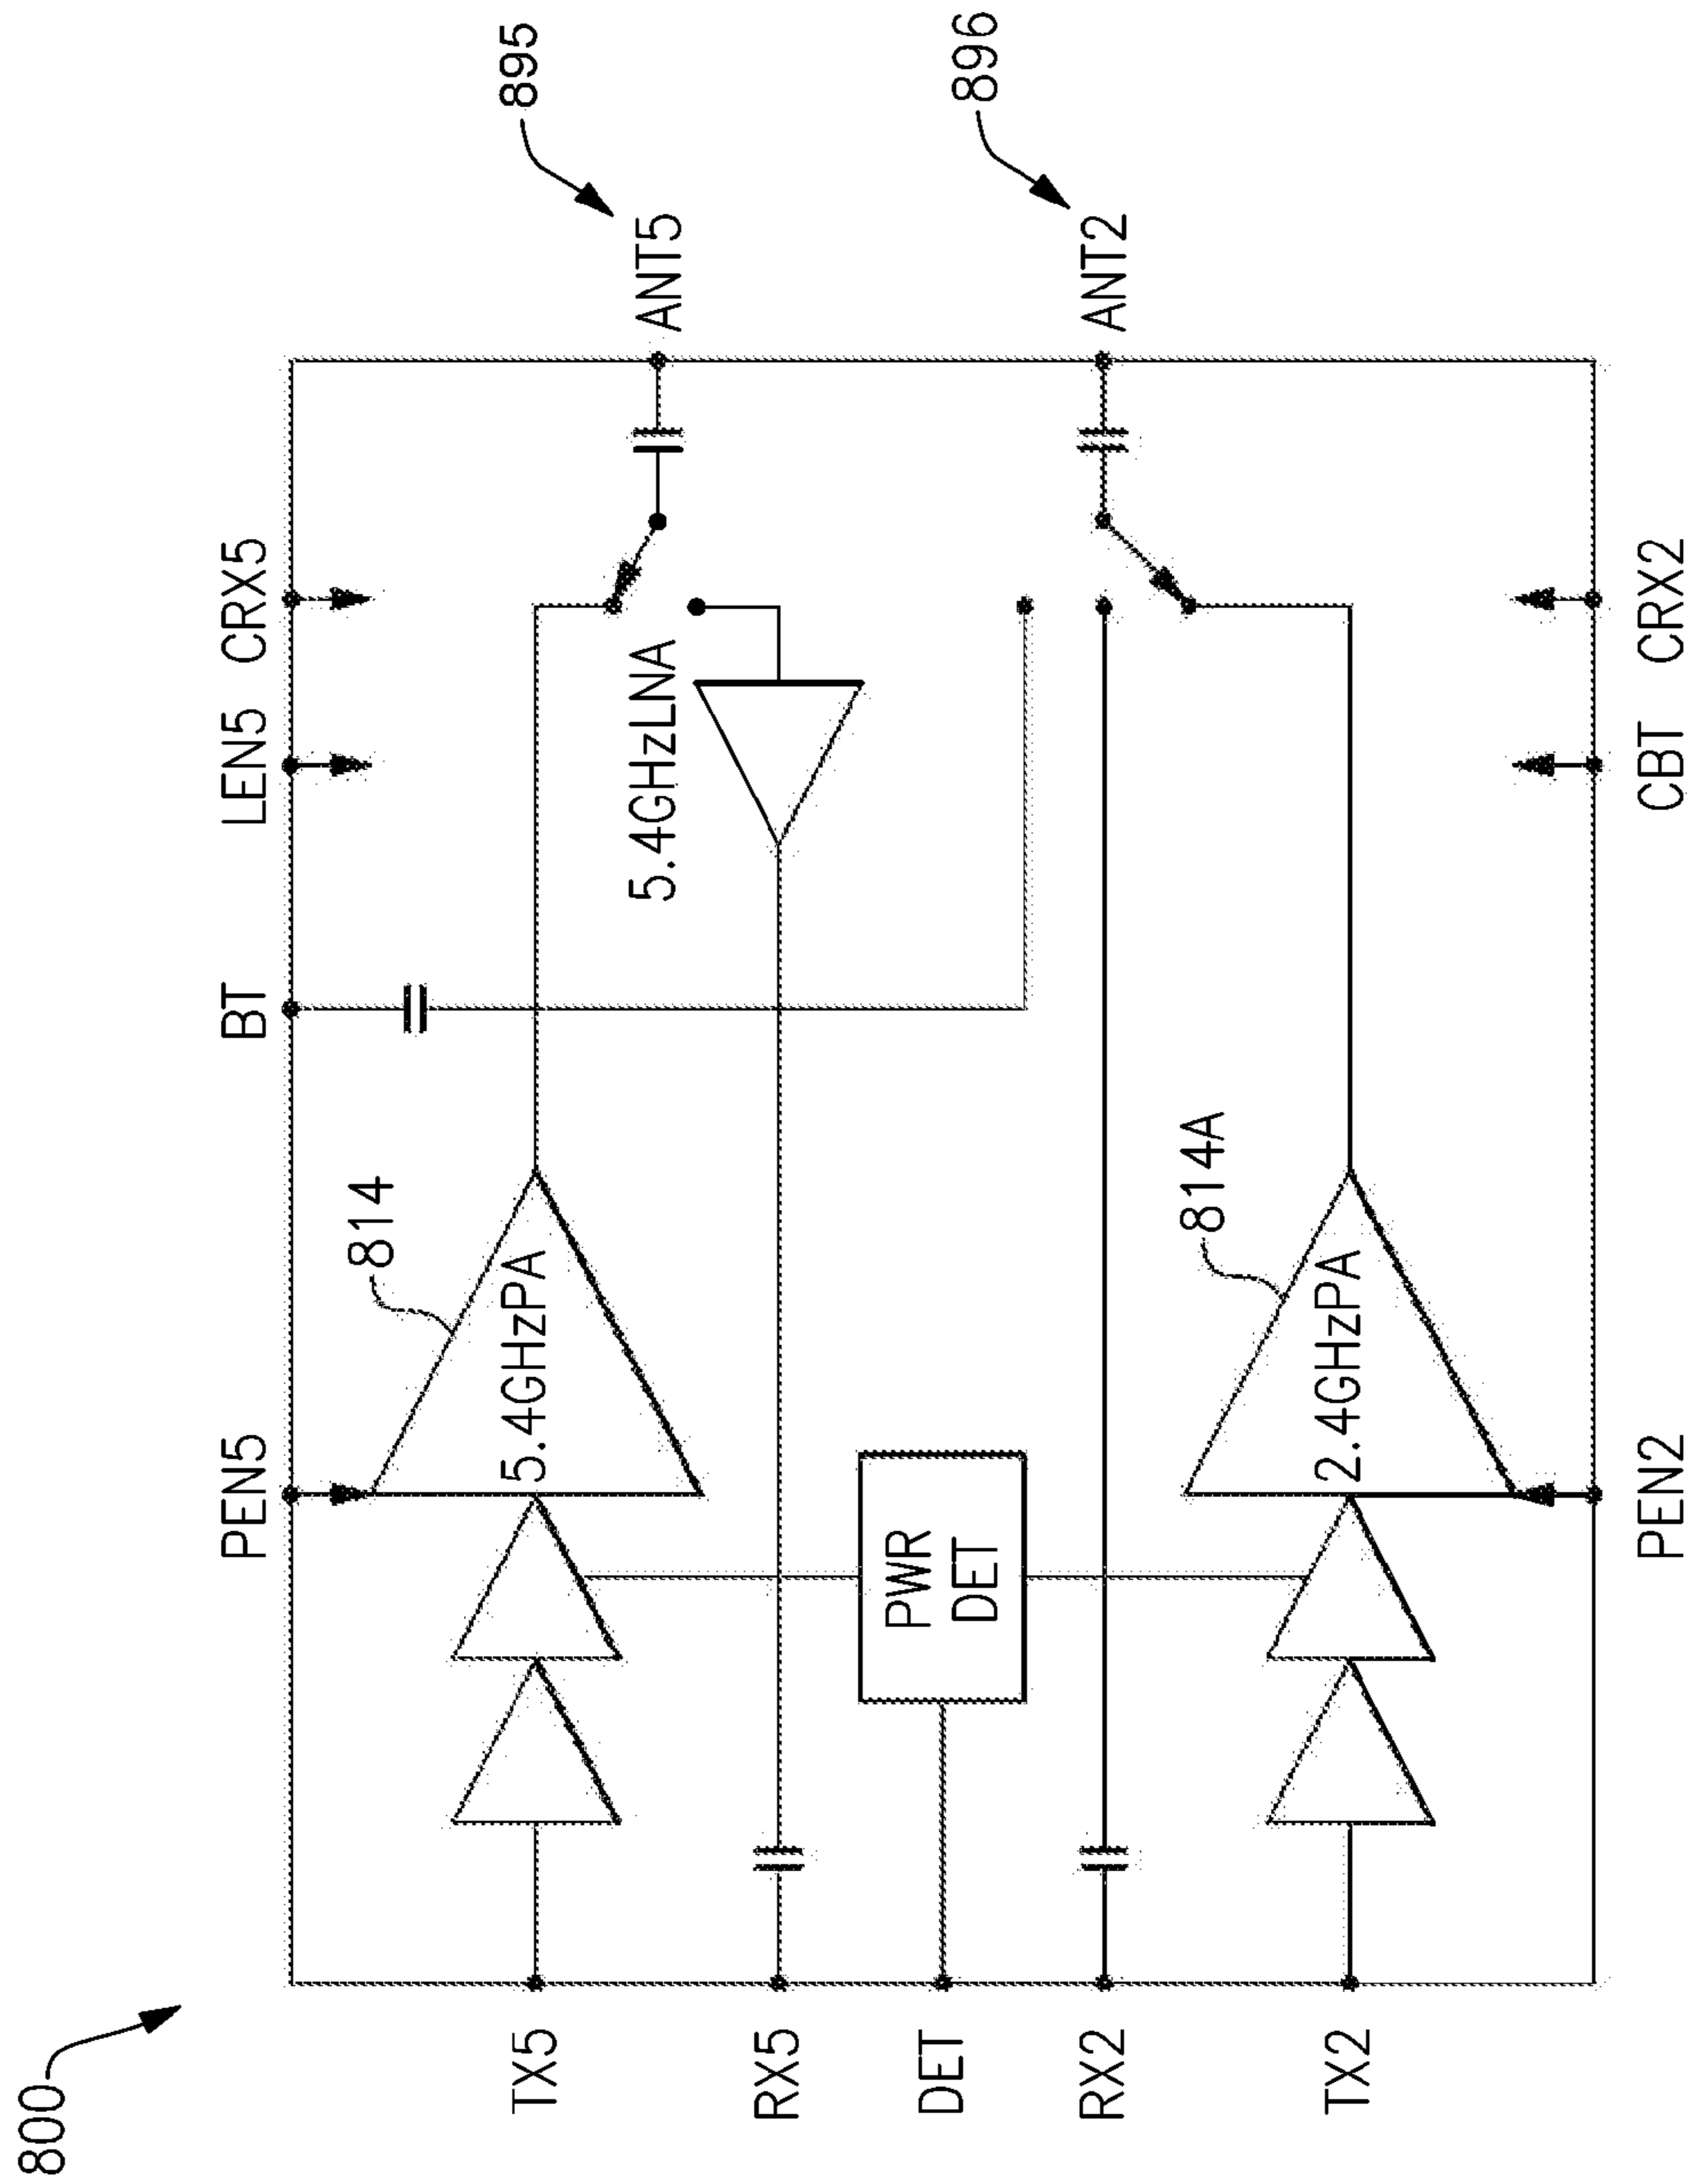 800
PEN5
BT
LEN5
CRX5
814
5.4GHzPA
5.4GHzLNA
895
ANT5
TX5
RX5
DET
RX2
TX2
PWR
DET
896
ANT2
814A
2.4GHzPA
PEN2
CBT
CRX2